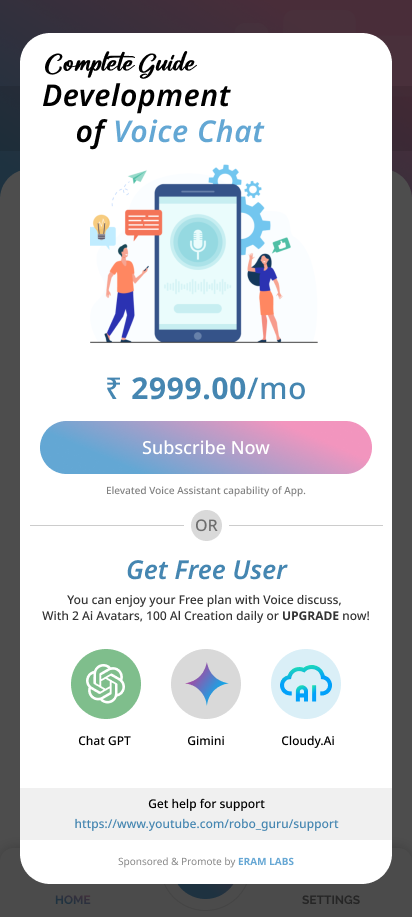 Complete Guide
Development
of Voice Chat
₹ 2999.00/mo
Subscribe Now
Elevated Voice Assistant capability of App.
OR
Get Free User
You can enjoy your Free plan with Voice discuss,
With 2 Ai Avatars, 100 AI Creation daily or UPGRADE now!
Chat GPT
Gimini
Cloudy.Ai
AI
Get help for support
https://www.youtube.com/robo_guru/support
Sponsored & Promote by ERAM LABS
HOME
SETTINGS